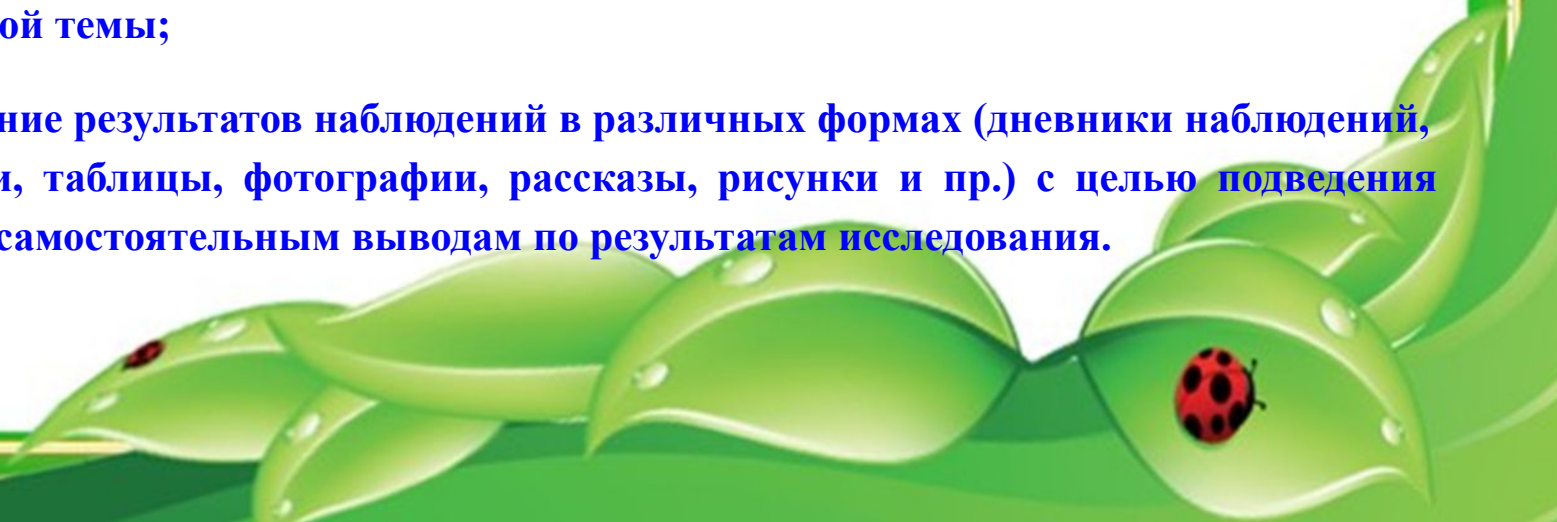 ой темы;
ние результатов наблюдений в различных формах (дневники наблюдений,
и, таблицы, фотографии, рассказы, рисунки и пр.) с целью подведения
самостоятельным выводам по результатам исследования.